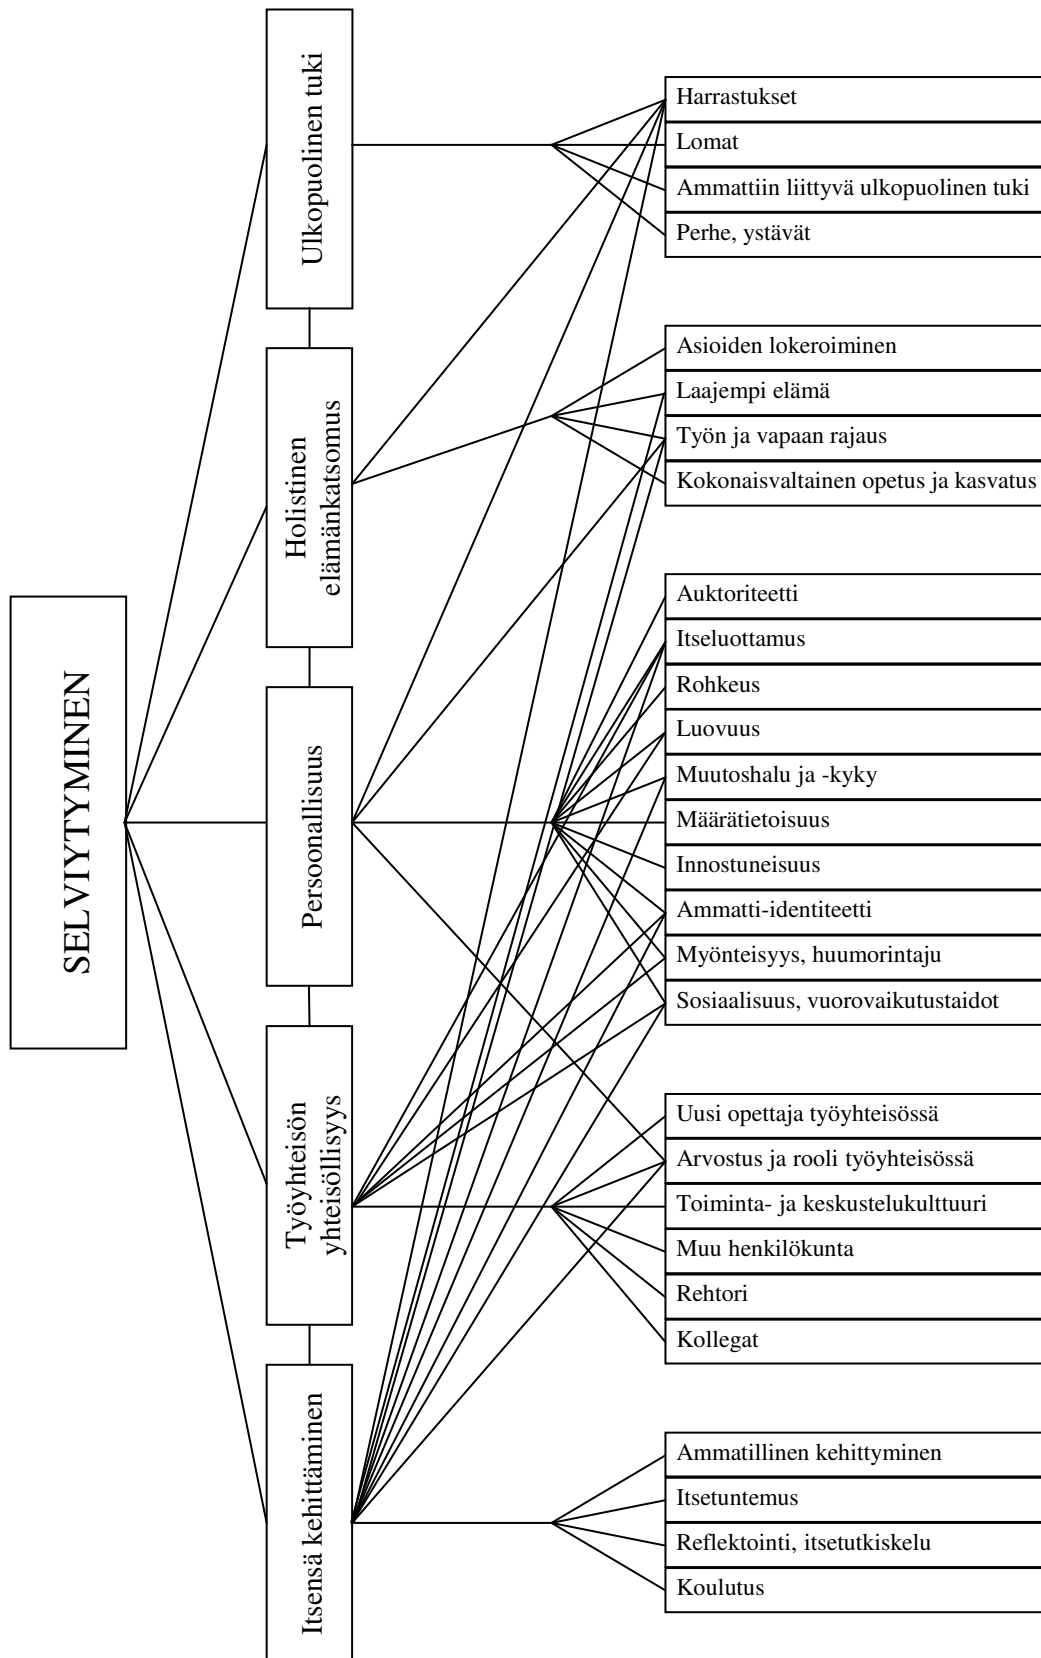 SELVIYTYMINEN
Ulkopuolinen tuki
Holistinen
elämänkatsomus
Persoonallisuus
Työyhteisön
yhteisöllisyys
Itsensä kehittäminen
Harrastukset
Lomat
Ammattiin liittyvä ulkopuolinen tuki
Perhe, ystävät
Asioiden lokeroiminen
Laajempi elämä
Työn ja vapaan rajaus
Kokonaisvaltainen opetus ja kasvatus
Auktoriteetti
Itseluottamus
Rohkeus
Luovuus
Muutoshalu ja -kyky
Määrätietoisuus
Innostuneisuus
Ammatti-identiteetti
Myönteisyys, huumorintaju
Sosiaalisuus, vuorovaikutustaidot
Uusi opettaja työyhteisössä
Arvostus ja rooli työyhteisössä
Toiminta- ja keskustelukulttuuri
Muu henkilökunta
Rehtori
Kollegat
Ammatillinen kehittyminen
Itsetuntemus
Reflektointi, itsetutkiskelu
Koulutus